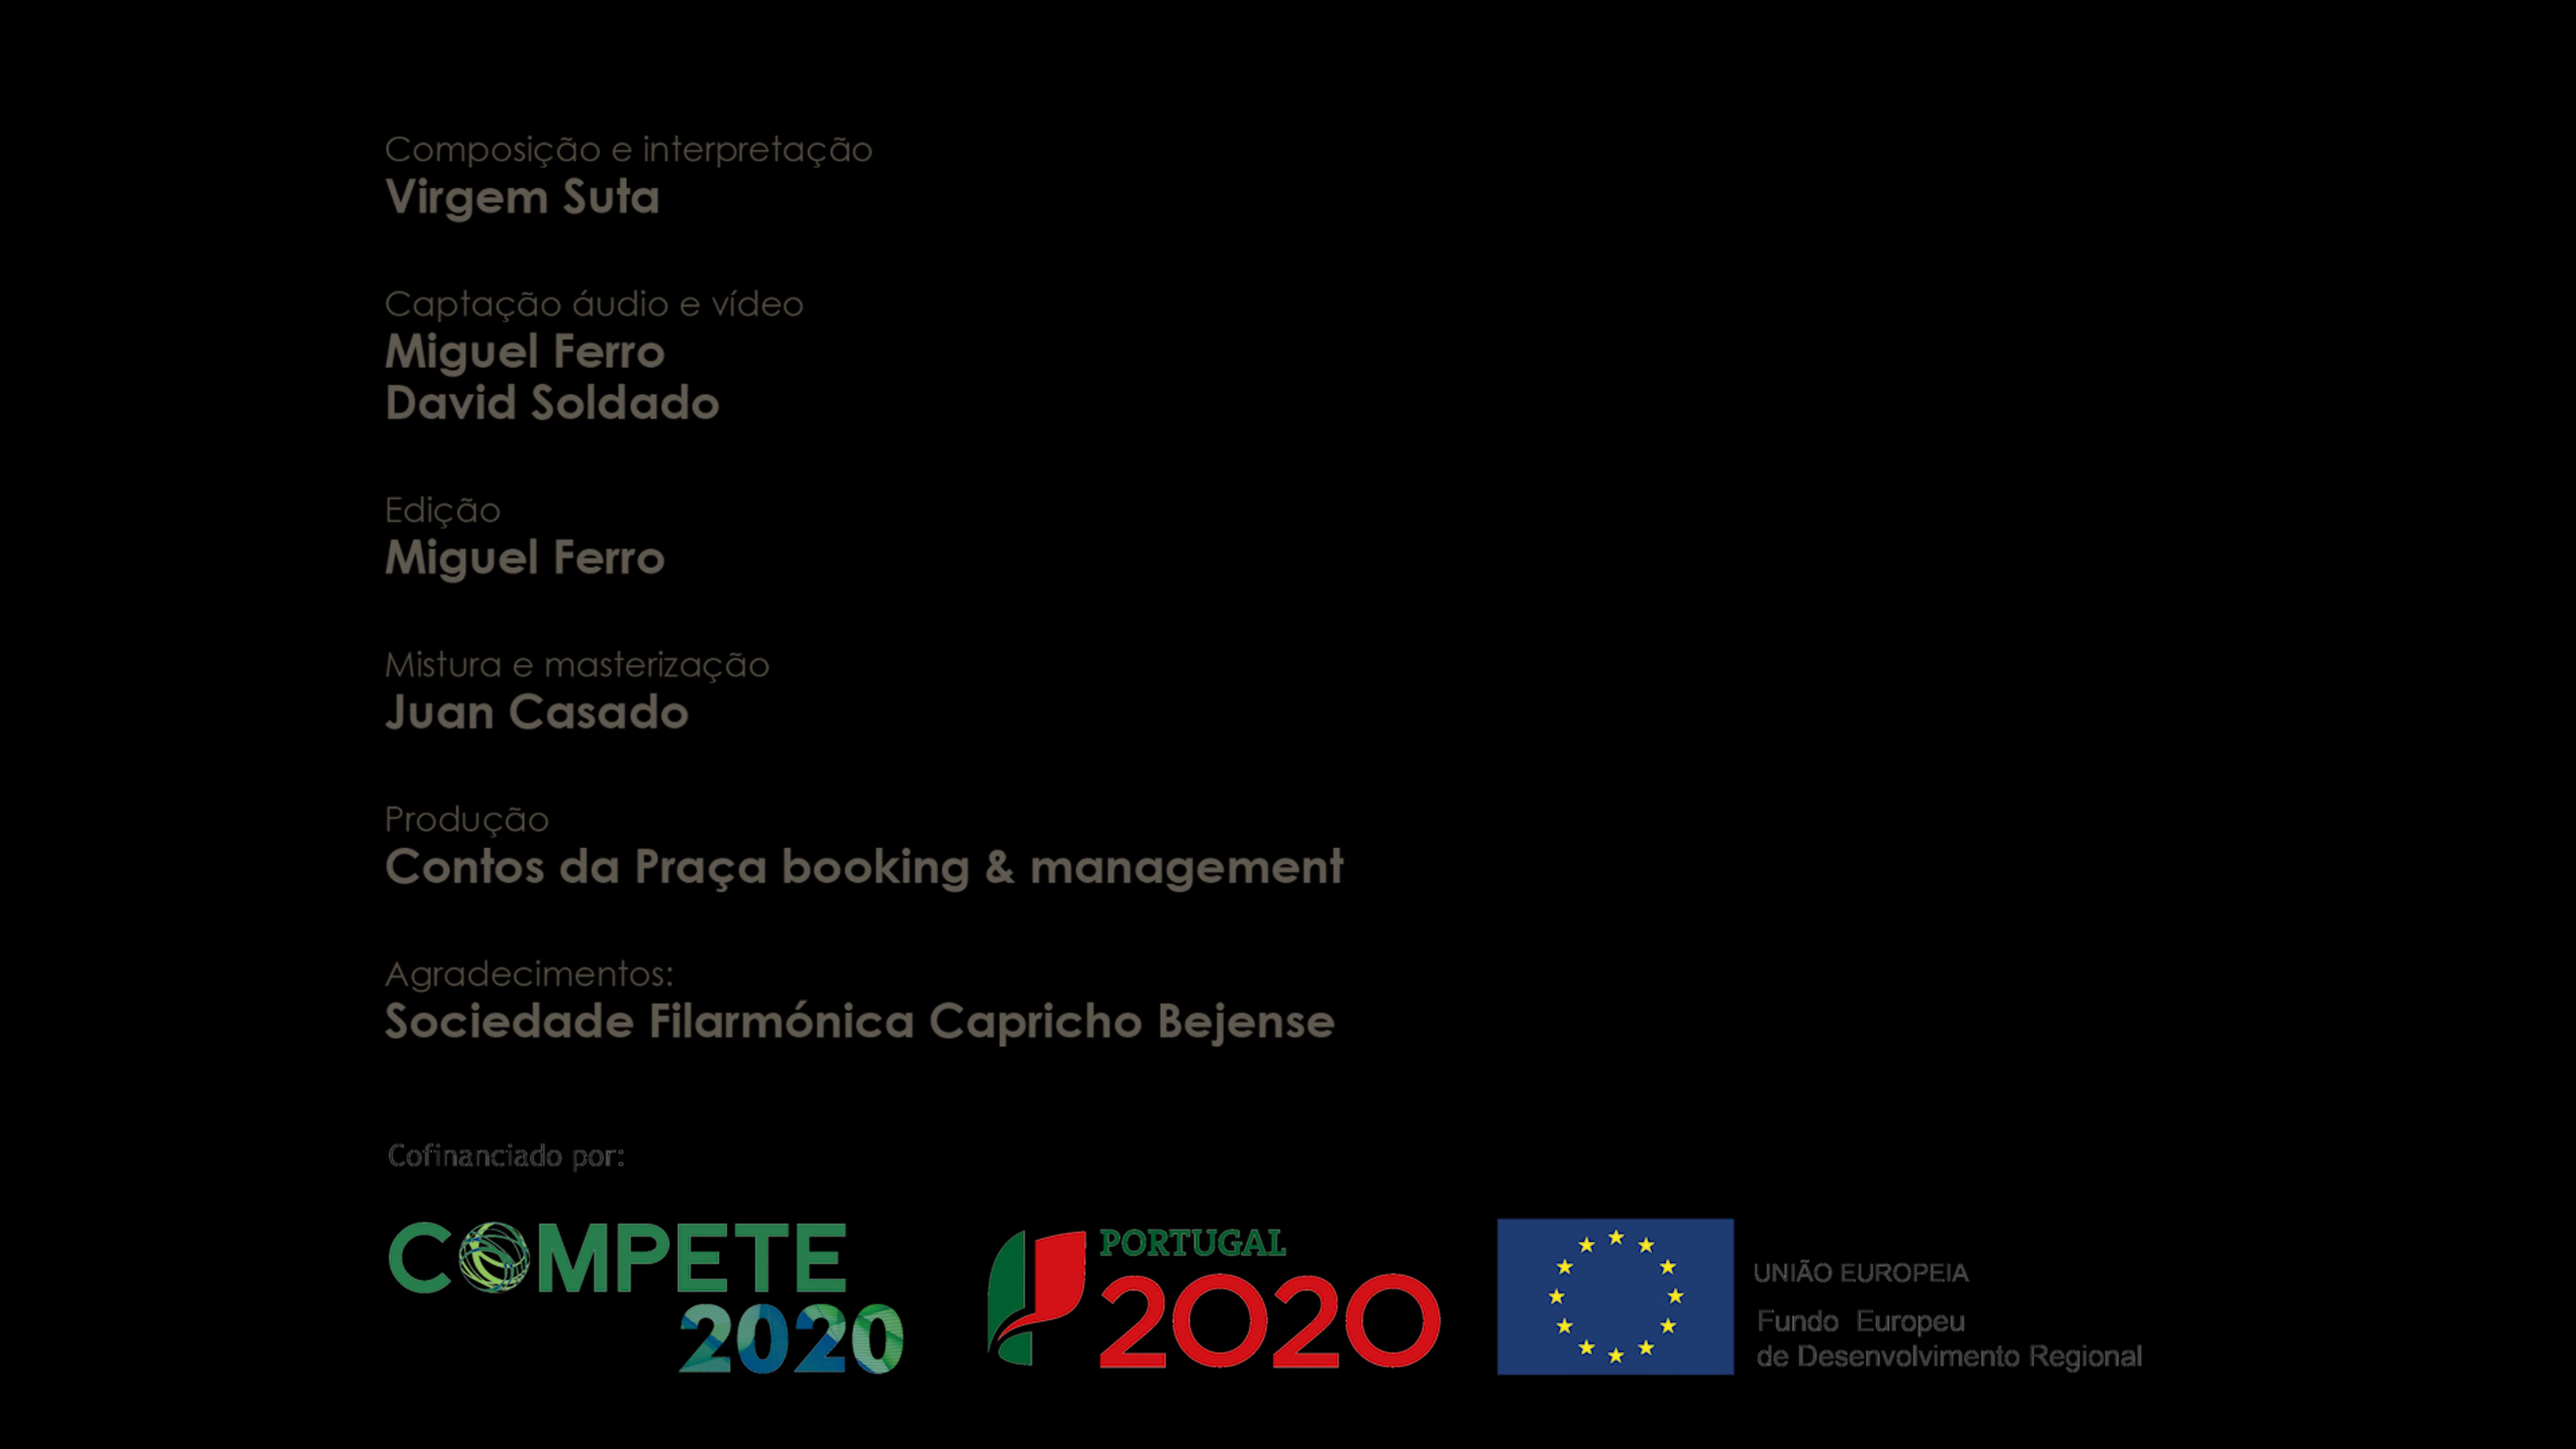 Composição e interpretação
Virgem Suta
Captação áudio e vídeo
Miguel Ferro
David Soldado
Edição
Miguel Ferro
Mistura e masterização
Juan Casado
Produção
Contos da Praça booking & management
Agradecimentos:
Sociedade Filarmónica Capricho Bejense
Cofinanciado por:
COMPETE
2020
PORTUGAL
2020
UNIÃO EUROPEIA
Fundo Europeu
de Desenvolvimento Regional